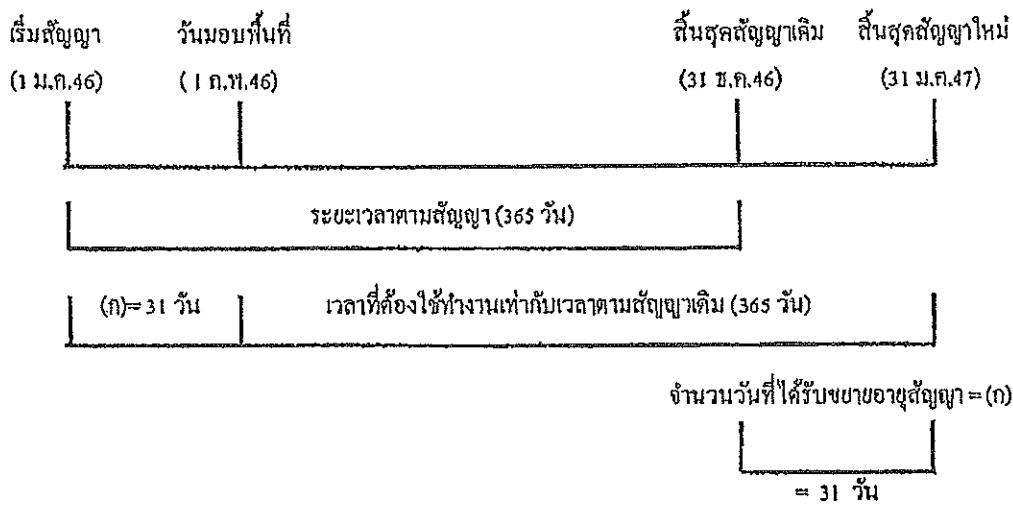 เริ่มสัญญา วันมอบพื้นที่ สิ้นสุดสัญญาเดิม สิ้นสุดสัญญาใหม่
(1 ม.ค.46) (1 ก.พ.46) (31 ธ.ค.46) (31 ม.ค.47)
ระยะเวลาตามสัญญา (365 วัน)
(ก)= 31 วัน เวลาที่ต้องใช้ทำงานเท่ากับเวลาตามสัญญาเดิม (365 วัน)
จำนวนวันที่ได้รับขยายอายุสัญญา = (ก)
= 31 วัน